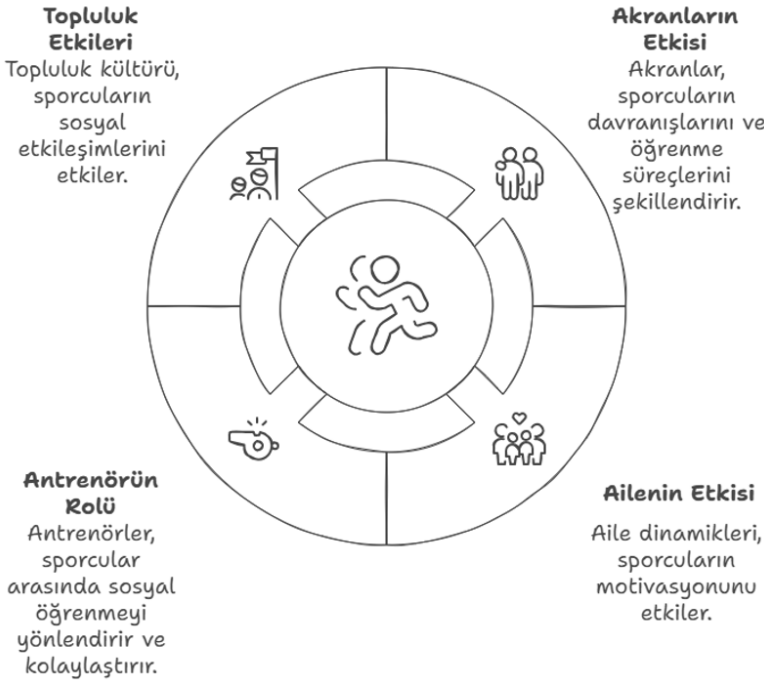 Topluluk
Etkileri
Topluluk kültürü,
sporcuların
sosyal
etkileşimlerini
etkiler.
Akranların
Etkisi
Akranlar,
sporcuların
davranışlarını ve
öğrenme
süreçlerini
şekillendirir.
Antrenörün
Rolü
Antrenörler,
sporcular
arasında sosyal
öğrenmeyi
yönlendirir ve
kolaylaştırır.
Ailenin Etkisi
Aile dinamikleri,
sporcuların
motivasyonunu
etkiler.